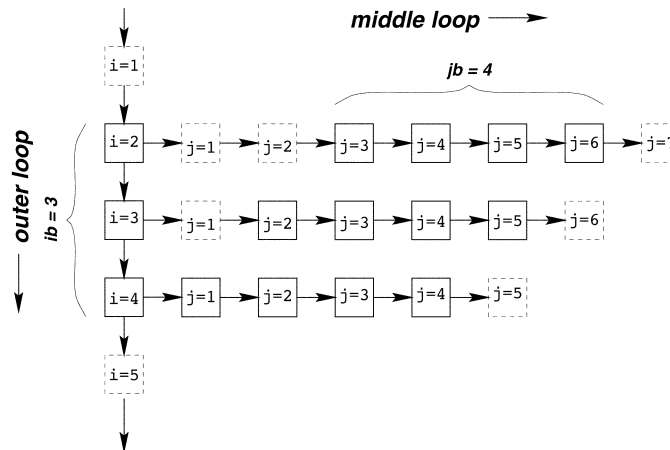 middle loop
jb = 4
i=1
i=2 j=1 j=2 j=3 j=4 j=5 j=6
i=3 j=1 j=2 j=3 j=4 j=5 j=6
i=4 j=1 j=2 j=3 j=4 j=5
i=5
outer loop
ib = 3